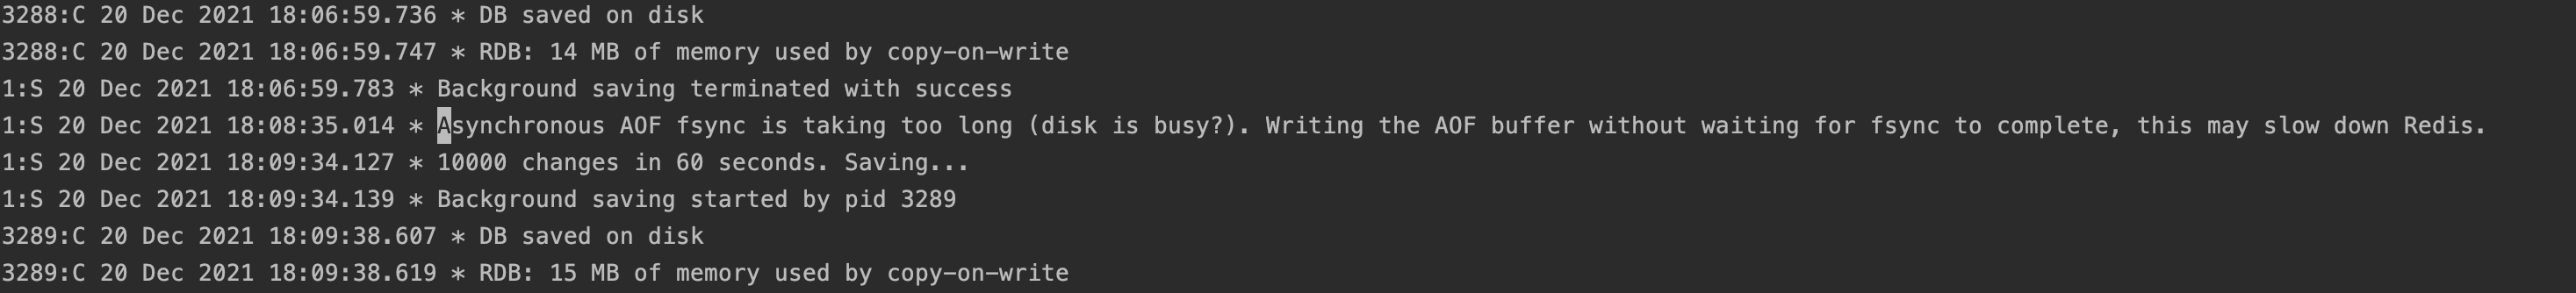 3288:C 20 Dec 2021 18:06:59.736 * DB saved on disk
3288:C 20 Dec 2021 18:06:59.747 * RDB: 14 MB of memory used by copy-on-write
1:S 20 Dec 2021 18:06:59.783 * Background saving terminated with success
1:S 20 Dec 2021 18:08:35.014 * Asynchronous AOF fsync is taking too long (disk is busy?). Writing the AOF buffer without waiting for fsync to complete, this may slow down Redis.
1:S 20 Dec 2021 18:09:34.127 * 10000 changes in 60 seconds. Saving...
1:S 20 Dec 2021 18:09:34.139 * Background saving started by pid 3289
3289:C 20 Dec 2021 18:09:38.607 * DB saved on disk
3289:C 20 Dec 2021 18:09:38.619 * RDB: 15 MB of memory used by copy-on-write